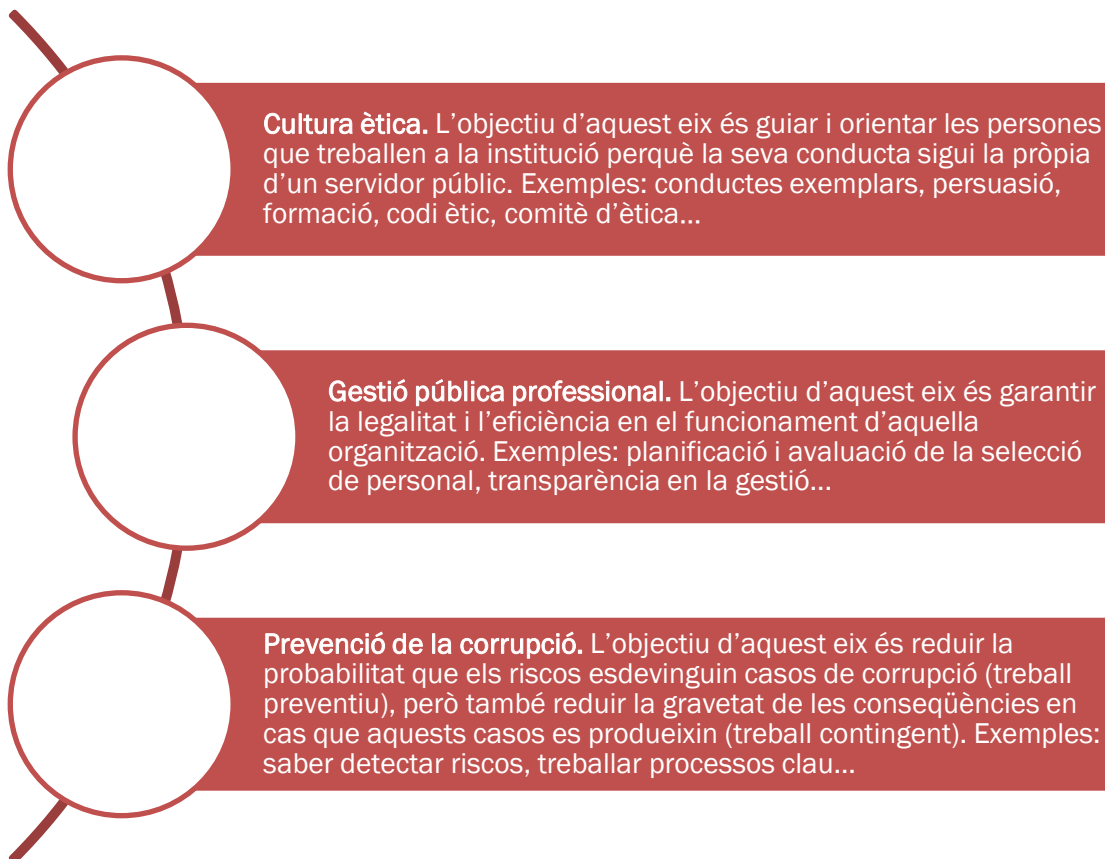 Cultura ètica. L'objectiu d'aquest eix és guiar i orientar les persones
que treballen a la institució perquè la seva conducta sigui la pròpia
d'un servidor públic. Exemples: conductes exemplars, persuasió,
formació, codi ètic, comitè d'ètica...
Gestió pública professional. L'objectiu d'aquest eix és garantir
la legalitat i l'eficiència en el funcionament d'aquella
organització. Exemples: planificació i avaluació de la selecció
de personal, transparència en la gestió...
Prevenció de la corrupció. L'objectiu d'aquest eix és reduir la
probabilitat que els riscos esdevinguin casos de corrupció (treball
preventiu), però també reduir la gravetat de les conseqüències en
cas que aquests casos es produeixin (treball contingent). Exemples:
saber detectar riscos, treballar processos clau...